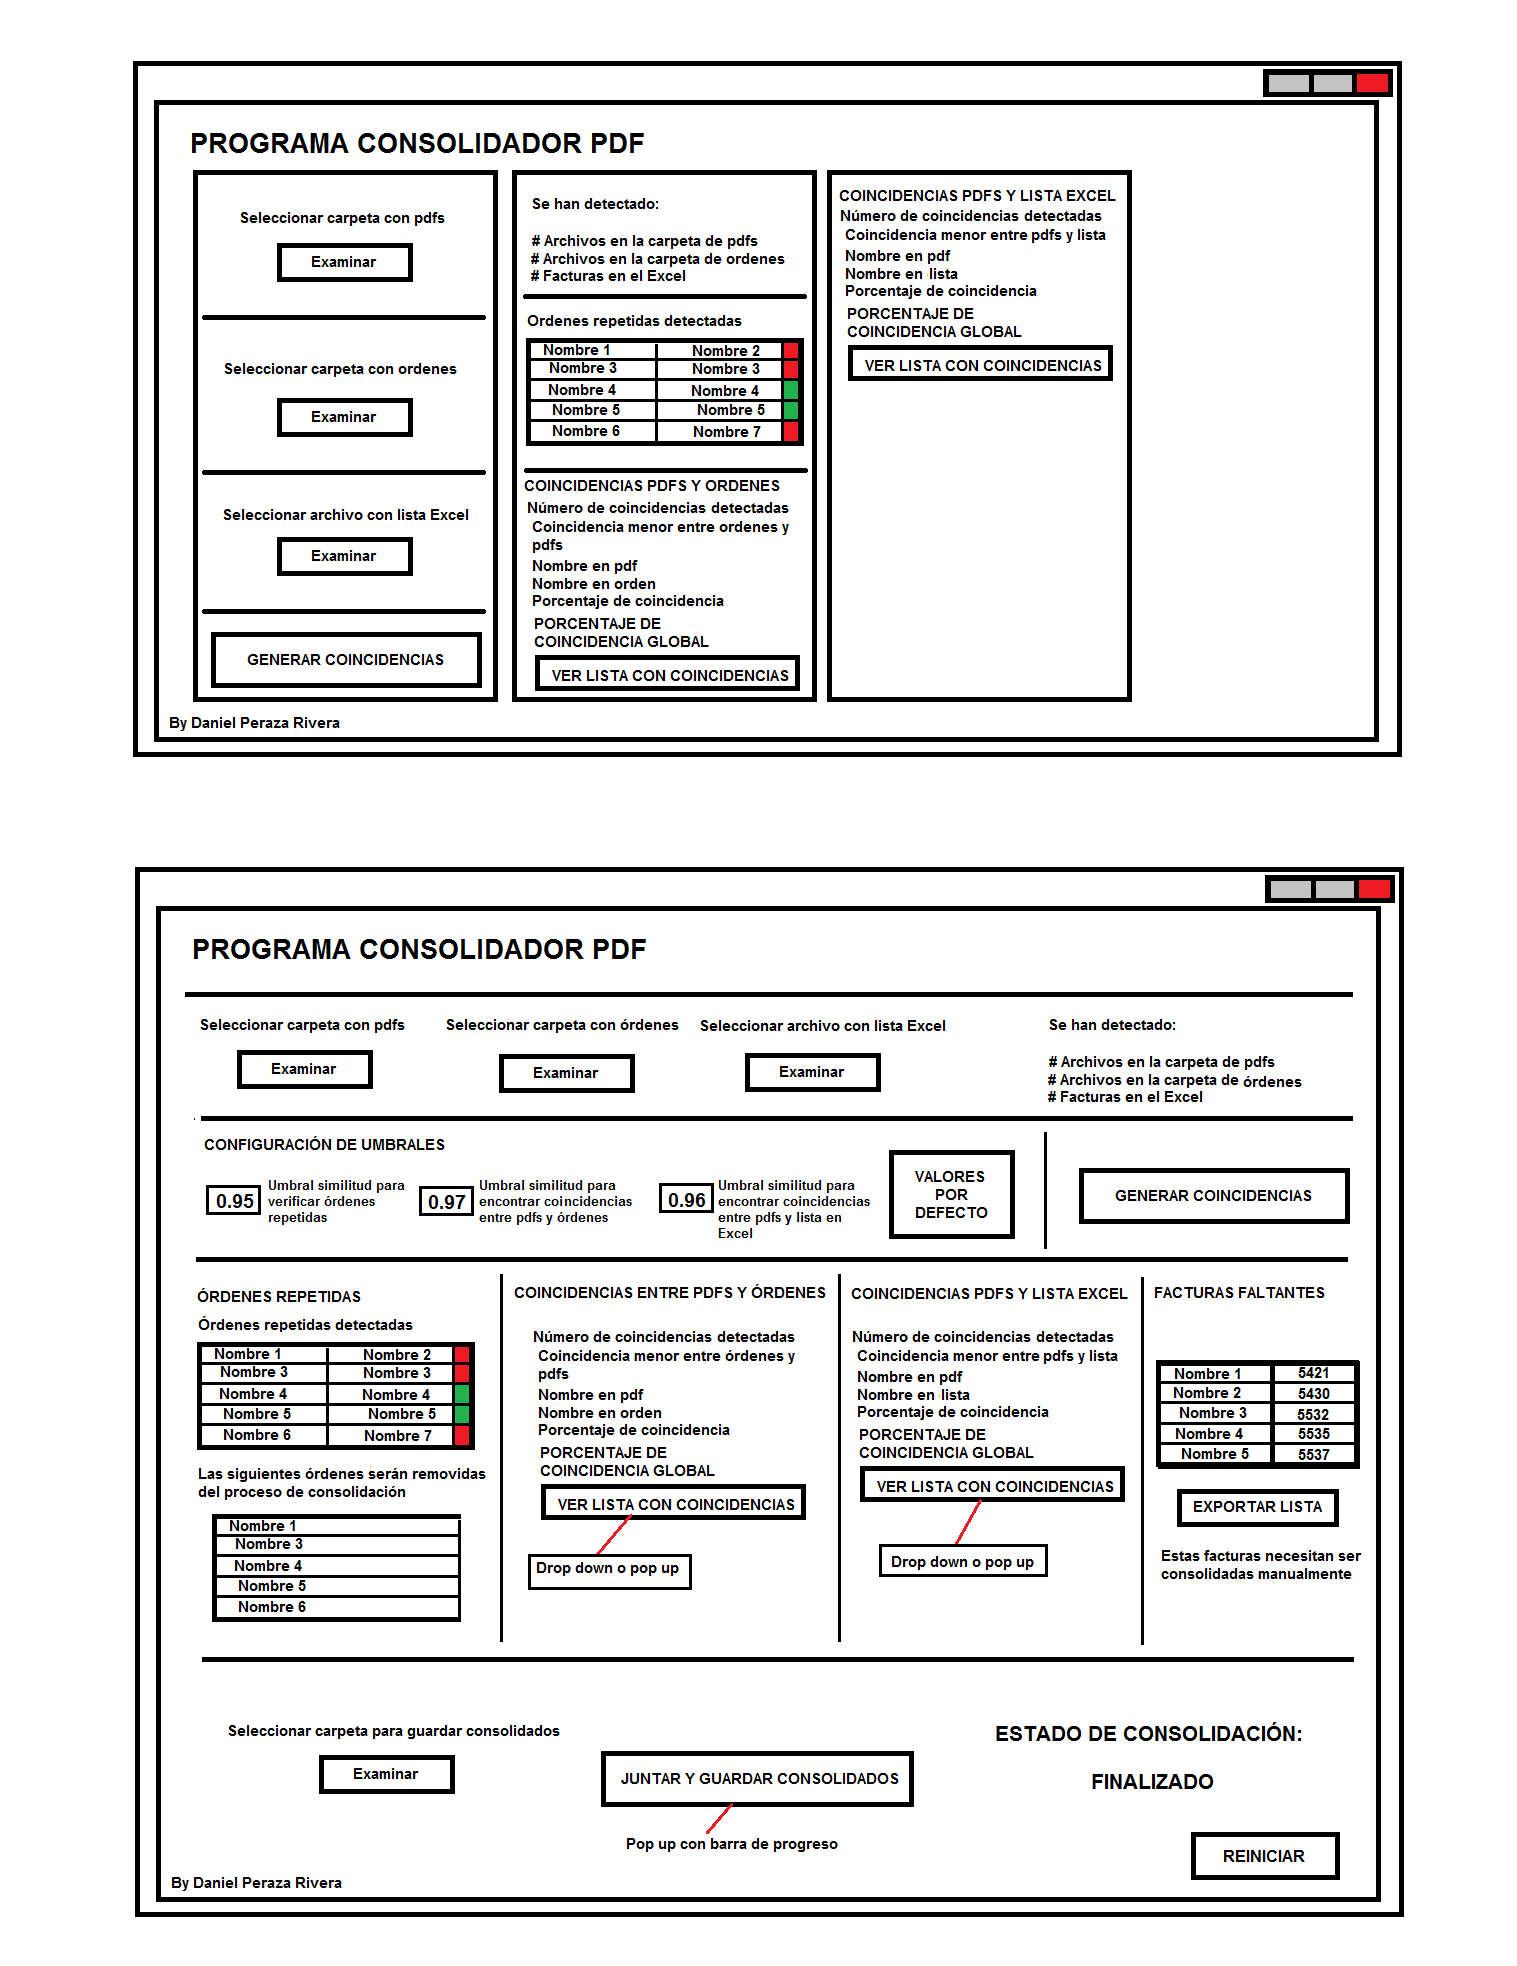 PROGRAMA CONSOLIDADOR PDF
Seleccionar carpeta con pdfs
Examinar
Seleccionar carpeta con ordenes
Examinar
Seleccionar archivo con lista Excel
Examinar
GENERAR COINCIDENCIAS
Se han detectado:
# Archivos en la carpeta de pdfs
# Archivos en la carpeta de ordenes
# Facturas en el Excel
Ordenes repetidas detectadas
Nombre 1 Nombre 2
Nombre 3 Nombre 3
Nombre 4 Nombre 4
Nombre 5 Nombre 5
Nombre 6 Nombre 7
COINCIDENCIAS PDFS Y ORDENES
Número de coincidencias detectadas
Coincidencia menor entre ordenes y
pdfs
Nombre en pdf
Nombre en orden
Porcentaje de coincidencia
PORCENTAJE DE
COINCIDENCIA GLOBAL
VER LISTA CON COINCIDENCIAS
COINCIDENCIAS PDFS Y LISTA EXCEL
Número de coincidencias detectadas
Coincidencia menor entre pdfs y lista
Nombre en pdf
Nombre en lista
Porcentaje de coincidencia
PORCENTAJE DE
COINCIDENCIA GLOBAL
VER LISTA CON COINCIDENCIAS
By Daniel Peraza Rivera
PROGRAMA CONSOLIDADOR PDF
Seleccionar carpeta con pdfs
Examinar
Seleccionar carpeta con órdenes
Examinar
Seleccionar archivo con lista Excel
Examinar
Se han detectado:
# Archivos en la carpeta de pdfs
# Archivos en la carpeta de órdenes
# Facturas en el Excel
CONFIGURACIÓN DE UMBRALES
0.95
Umbral similitud para
verificar órdenes
repetidas
0.97
Umbral similitud para
encontrar coincidencias
entre pdfs y órdenes
0.96
Umbral similitud para
encontrar coincidencias
entre pdfs y lista en
Excel
VALORES
POR
DEFECTO
GENERAR COINCIDENCIAS
ÓRDENES REPETIDAS
Órdenes repetidas detectadas
Nombre 1 Nombre 2
Nombre 3 Nombre 3
Nombre 4 Nombre 4
Nombre 5 Nombre 5
Nombre 6 Nombre 7
Las siguientes órdenes serán removidas
del proceso de consolidación
Nombre 1
Nombre 3
Nombre 4
Nombre 5
Nombre 6
COINCIDENCIAS ENTRE PDFS Y ÓRDENES
Número de coincidencias detectadas
Coincidencia menor entre órdenes y
pdfs
Nombre en pdf
Nombre en orden
Porcentaje de coincidencia
PORCENTAJE DE
COINCIDENCIA GLOBAL
VER LISTA CON COINCIDENCIAS
Drop down o pop up
COINCIDENCIAS PDFS Y LISTA EXCEL
Número de coincidencias detectadas
Coincidencia menor entre pdfs y lista
Nombre en pdf
Nombre en lista
Porcentaje de coincidencia
PORCENTAJE DE
COINCIDENCIA GLOBAL
VER LISTA CON COINCIDENCIAS
Drop down o pop up
FACTURAS FALTANTES
Nombre 1 5421
Nombre 2 5430
Nombre 3 5532
Nombre 4 5535
Nombre 5 5537
EXPORTAR LISTA
Estas facturas necesitan ser
consolidadas manualmente
Seleccionar carpeta para guardar consolidados
Examinar
JUNTAR Y GUARDAR CONSOLIDADOS
Pop up con barra de progreso
ESTADO DE CONSOLIDACIÓN:
FINALIZADO
REINICIAR
By Daniel Peraza Rivera